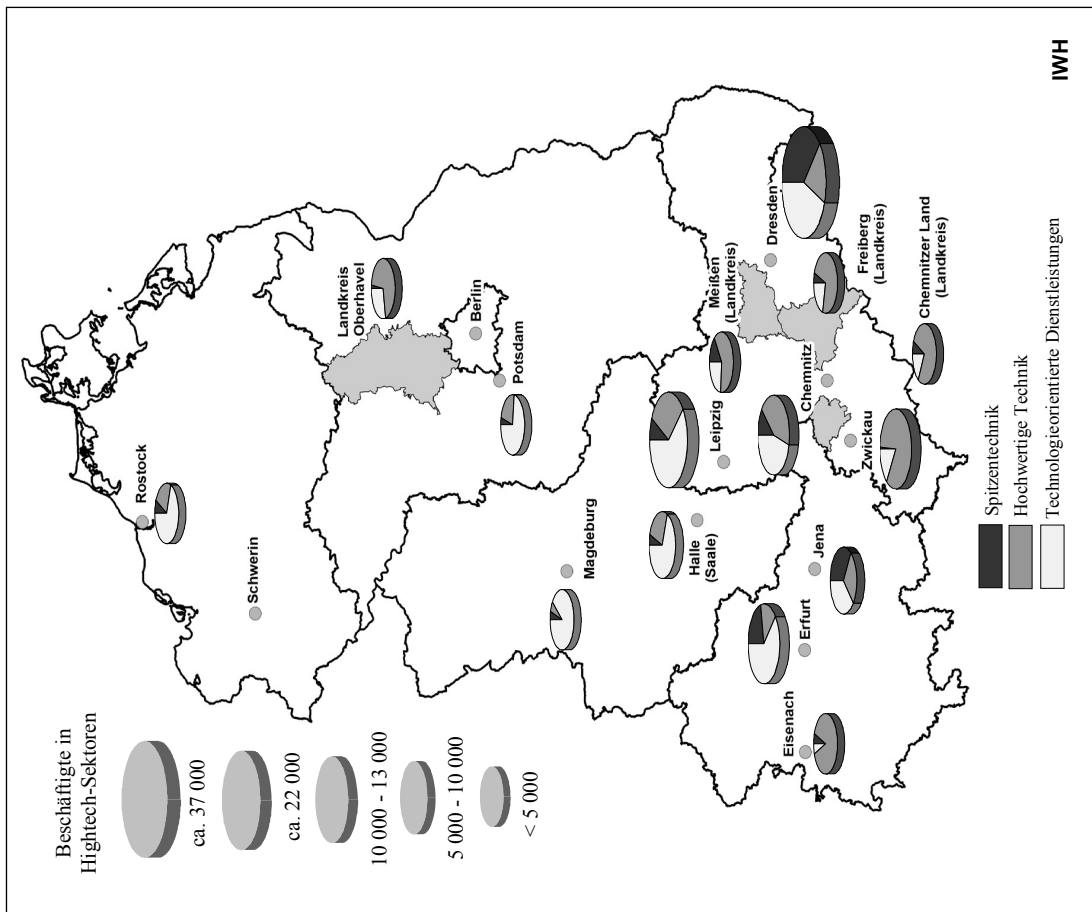 Beschäftigte in
Hightech-Sektoren
ca. 37 000
ca. 22 000
10 000 - 13 000
5 000 - 10 000
< 5 000
Rostock
Schwerin
Landkreis
Oberhavel
Berlin
Potsdam
Magdeburg
Halle
(Saale)
Leipzig
Meißen
(Landkreis)
Dresden
Freiberg
(Landkreis)
Chemnitz
Chemnitzer Land
(Landkreis)
Zwickau
Jena
Erfurt
Eisenach
Spitzentechnik
Hochwertige Technik
Technologieorientierte Dienstleistungen
IWH